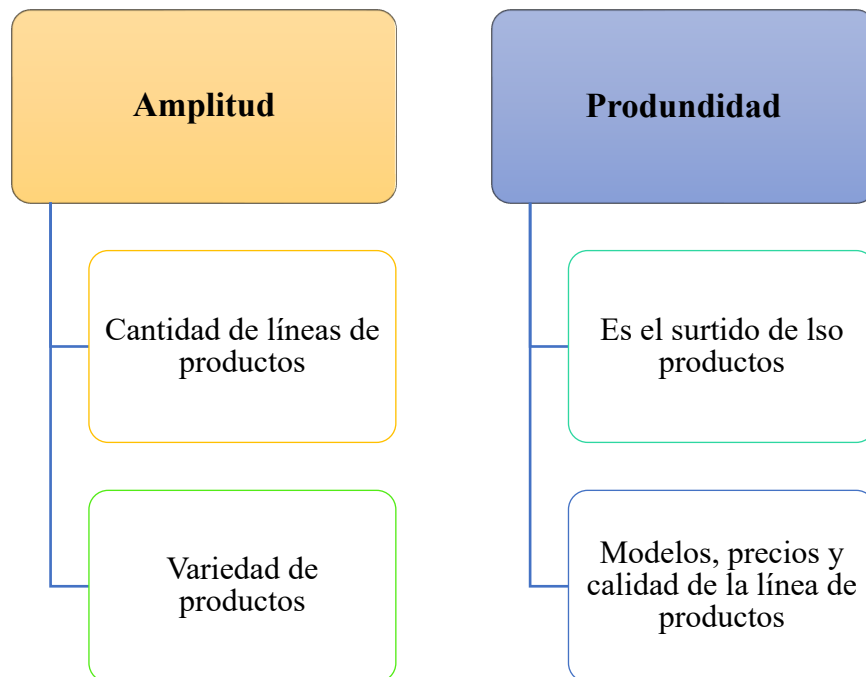 Amplitud
Cantidad de líneas de
productos
Variedad de
productos
Produndidad
Es el surtido de lso
productos
Modelos, precios y
calidad de la línea de
productos